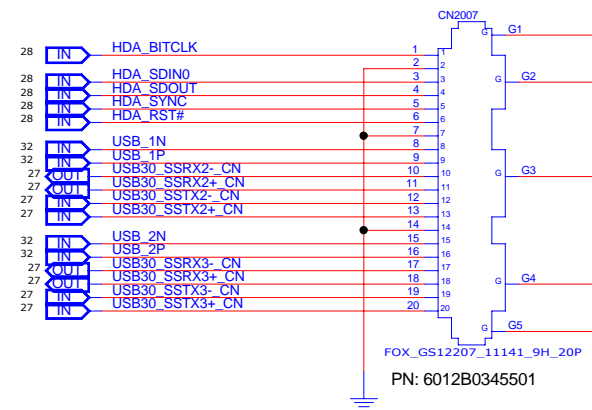 CN2007
28 IN HDA_BITCLK 1 1 G G1
2 2
28 IN HDA_SDIN0 3 3 G G2
28 IN HDA_SDOUT 4 4
28 IN HDA_SYNC 5 5
28 IN HDA_RST# 6 6
7 7
32 IN USB_1N 8 8
32 IN USB_1P 9 9
27 OUT USB30_SSRX2-_CN 10 10 G G3
27 OUT USB30_SSRX2+_CN 11 11
27 IN USB30_SSTX2-_CN 12 12
27 IN USB30_SSTX2+_CN 13 13
14 14
32 IN USB_2N 15 15
32 IN USB_2P 16 16
27 OUT USB30_SSRX3-_CN 17 17
27 OUT USB30_SSRX3+_CN 18 18 G G4
27 IN USB30_SSTX3-_CN 19 19
27 IN USB30_SSTX3+_CN 20 20
G G5
FOX_GS12207_11141_9H_20P
PN: 6012B0345501